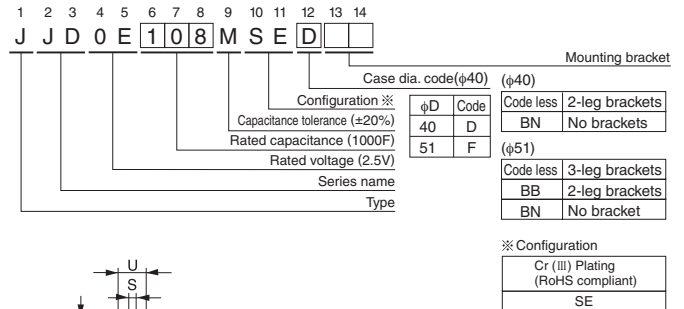 1 2 3 4 5 6 7 8 9 10 11 12 13 14
J J D 0 E 1 0 8 M S E D
Mounting bracket
Case dia. code(φ40)
Configuration ※
Capacitance tolerance (±20%)
Rated capacitance (1000F)
Rated voltage (2.5V)
Series name
Type
φD Code
40 D
51 F
(φ40)
Code less 2-leg brackets
BN No brackets
(φ51)
Code less 3-leg brackets
BB 2-leg brackets
BN No bracket
※Configuration
Cr (Ⅲ) Plating
(RoHS compliant)
SE
U
S